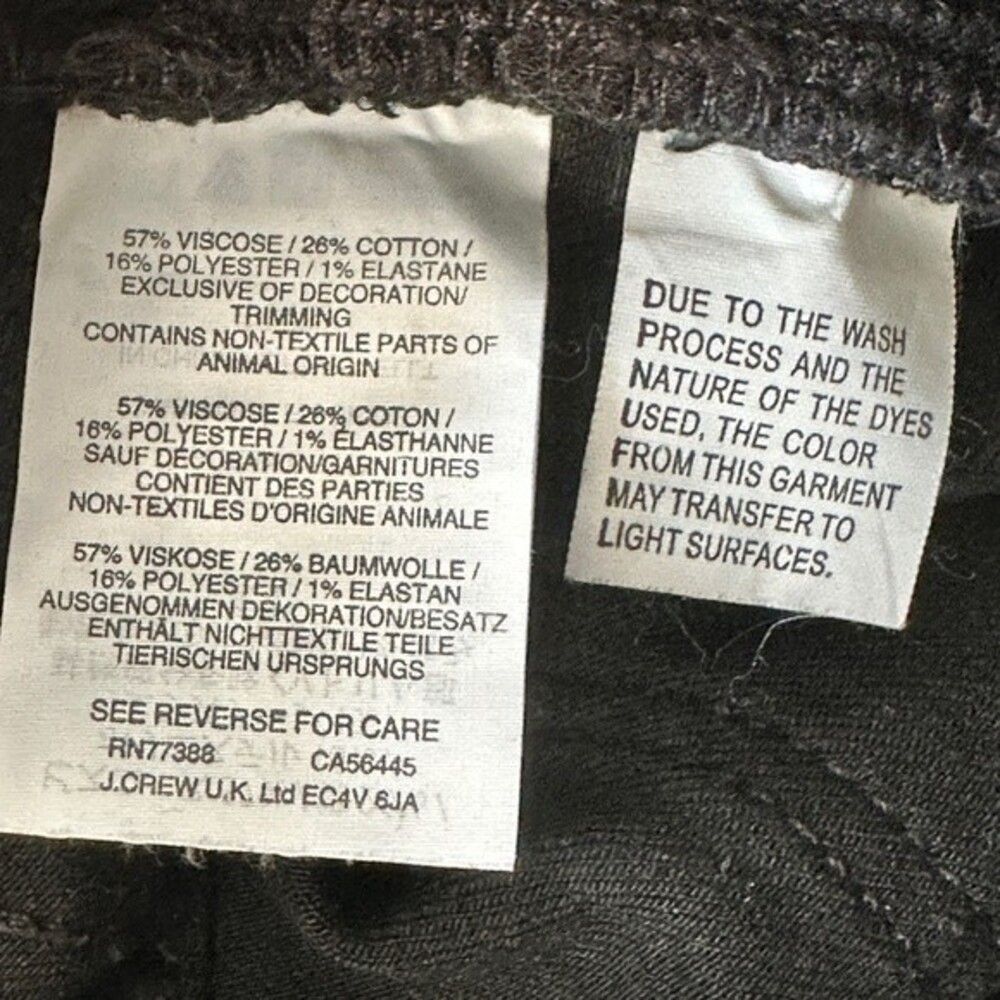 57% VISCOSE / 26% COTTON /
16% POLYESTER / 1% ELASTANE
EXCLUSIVE OF DECORATION/
TRIMMING
CONTAINS NON-TEXTILE PARTS OF
ANIMAL ORIGIN
57% VISCOSE / 26% COTON /
16% POLYESTER / 1% ÉLASTHANNE
SAUF DÉCORATION/GARNITURES
CONTIENT DES PARTIES
NON-TEXTILES D'ORIGINE ANIMALE
57% VISKOSE / 26% BAUMWOLLE /
16% POLYESTER / 1% ELASTAN
AUSGENOMMEN DEKORATION/BESATZ
ENTHÄLT NICHTTEXTILE TEILE
TIERISCHEN URSPRUNGS
SEE REVERSE FOR CARE
RN77388 CA56445
J.CREW U.K. Ltd EC4V 6JA
DUE TO THE WASH
PROCESS AND THE
NATURE OF THE DYES
USED, THE COLOR
FROM THIS GARMENT
MAY TRANSFER TO
LIGHT SURFACES.